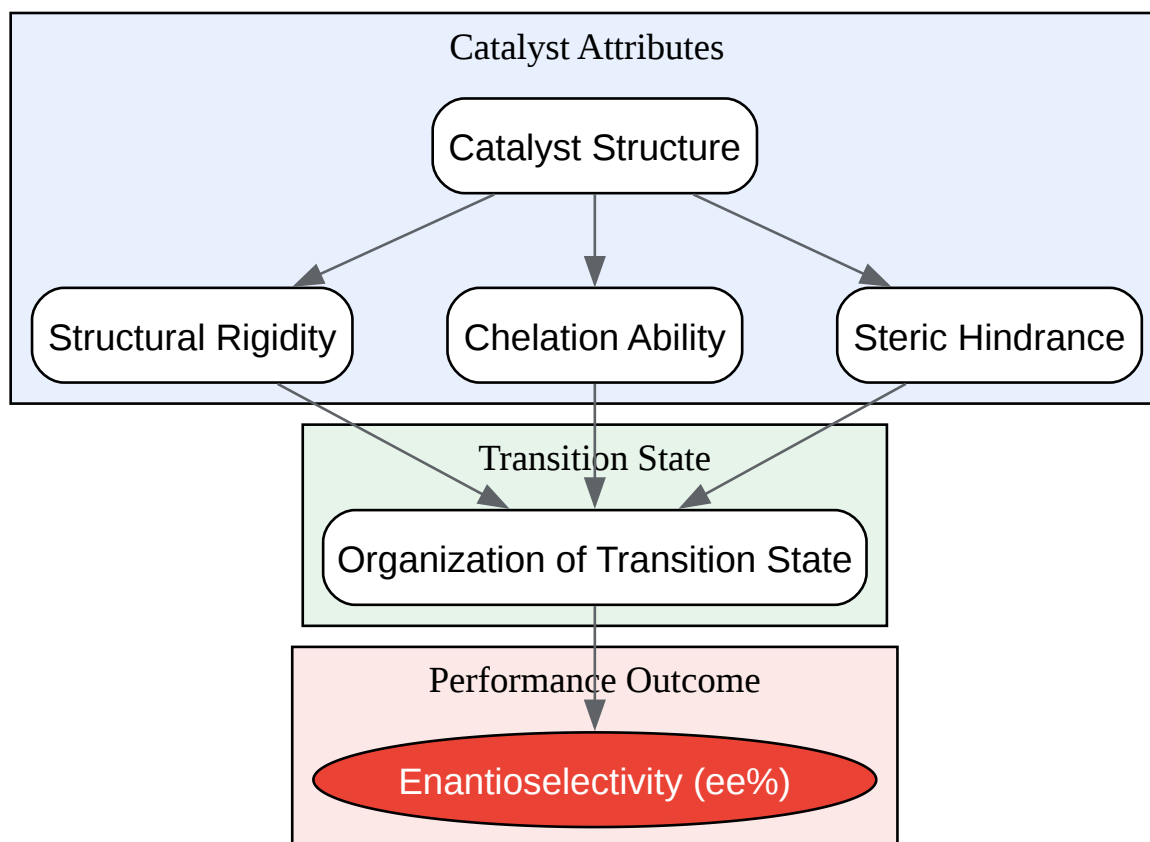 Catalyst Attributes
Catalyst Structure
Structural Rigidity
Chelation Ability
Steric Hindrance
Transition State
Organization of Transition State
Performance Outcome
Enantioselectivity (ee%)